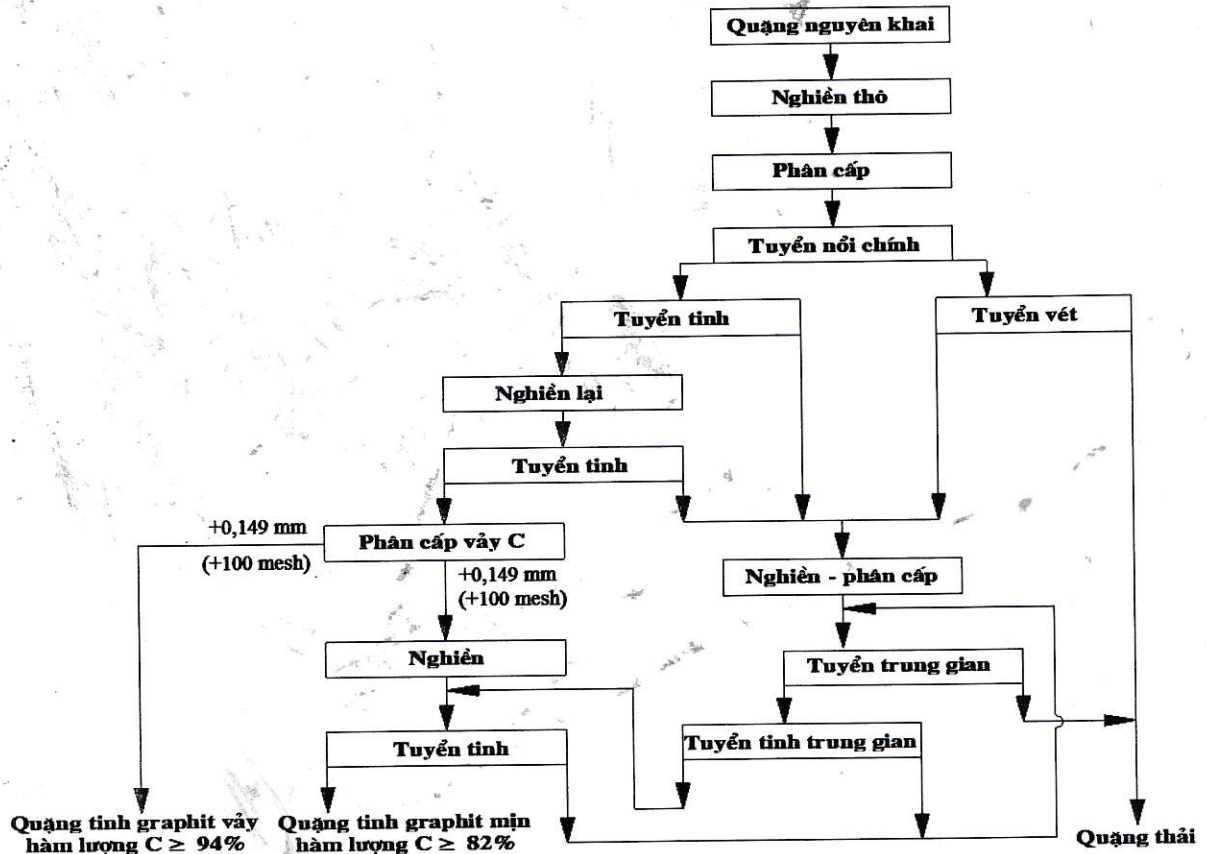 Quặng nguyên khai
Nghiền thô
Phân cấp
Tuyển nổi chính
Tuyển tinh
Tuyển vét
Nghiền lại
Tuyển tinh
+0,149 mm
(+100 mesh)
Phân cấp vảy C
+0,149 mm
(+100 mesh)
Nghiền - phân cấp
Nghiền
Tuyển trung gian
Tuyển tinh
Tuyển tinh trung gian
Quặng tinh graphit vảy
hàm lượng C ≥ 94%
Quặng tinh graphit mịn
hàm lượng C ≥ 82%
Quặng thải